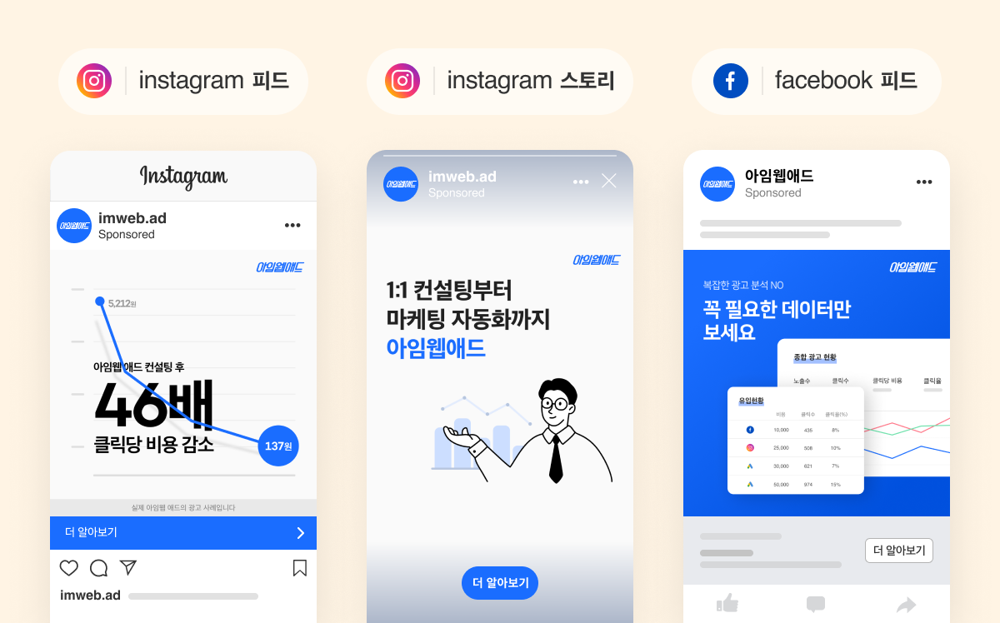 instagram 피드
Instagram
아임웹애드
imweb.ad
Sponsored
아임웹애드
5,212원
아임웹 애드 컨설팅 후
46배
클릭당 비용 감소
137원
실제 아임웹 애드의 광고 사례입니다
더 알아보기
imweb.ad
instagram 스토리
아임웹애드
imweb.ad
Sponsored
아임웹애드
1:1 컨설팅부터
마케팅 자동화까지
아임웹애드
더 알아보기
facebook 피드
아임웹애드
아임웹애드
Sponsored
아임웹애드
복잡한 광고 분석 NO
꼭 필요한 데이터만
보세요
종합 광고 현황
노출수 클릭수 클릭당 비용 클릭율
유입현황
비용 클릭수 클릭율(%)
10,000 435 8%
25,000 508 10%
30,000 621 7%
50,000 974 15%
더 알아보기